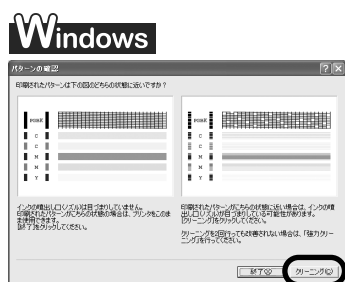 Windows
パターンの確認
印刷されたパターンは下の図のどちらの状態に近いですか?
PGBK
C
C
M
M
Y
PGBK
C
C
M
M
Y
インクの噴出し口(ノズル)は目づまりしていません。
印刷されたパターンがこちらの状態の場合は、プリンタをこのま
ま使用できます。
[終了]をクリックしてください。
印刷されたパターンがこちらの状態に近い場合は、インクの噴
出し口(ノズル)が目づまりしている可能性があります。
[クリーニング]をクリックしてください。
クリーニングを2回行っても改善されない場合は、「強力クリー
ニング」を行ってください。
終了(X)
クリーニング(C)